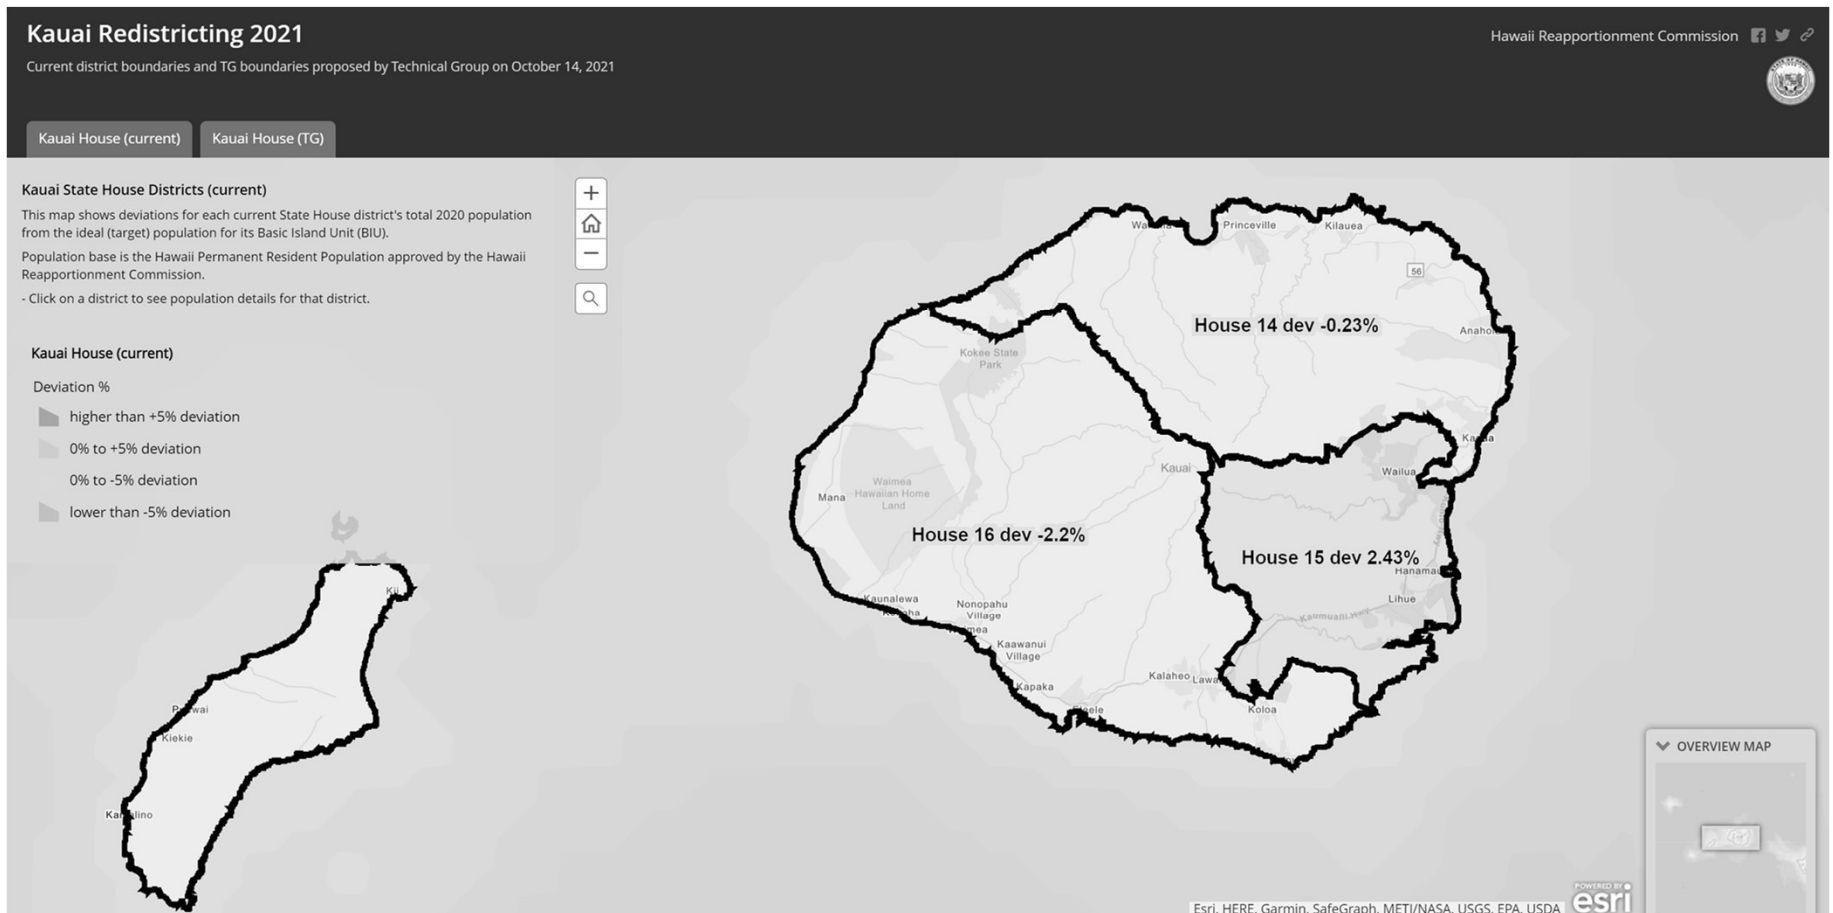 Kauai Redistricting 2021
Current district boundaries and TG boundaries proposed by Technical Group on October 14, 2021
Hawaii Reapportionment Commission
Kauai House (current)
Kauai House (TG)
Kauai State House Districts (current)
This map shows deviations for each current State House district's total 2020 population
from the ideal (target) population for its Basic Island Unit (BIU).
Population base is the Hawaii Permanent Resident Population approved by the Hawaii
Reapportionment Commission.
- Click on a district to see population details for that district.
Kauai House (current)
Deviation %
higher than +5% deviation
0% to +5% deviation
0% to -5% deviation
lower than -5% deviation
+
−
Princeville
Kilauea
56
House 14 dev -0.23%
Kokee State
Park
Kauai
Wailua
Mana
Waimea
Hawaiian Home
Land
House 16 dev -2.2%
House 15 dev 2.43%
Lihue
Kaumualii Hwy
Kaunalewa
Nonopahu
Village
Kaawanui
Village
Kapaka
Kalaheo
Koloa
Kiekie
OVERVIEW MAP
POWERED BY
esri
Esri, HERE, Garmin, SafeGraph, METI/NASA, USGS, EPA, USDA